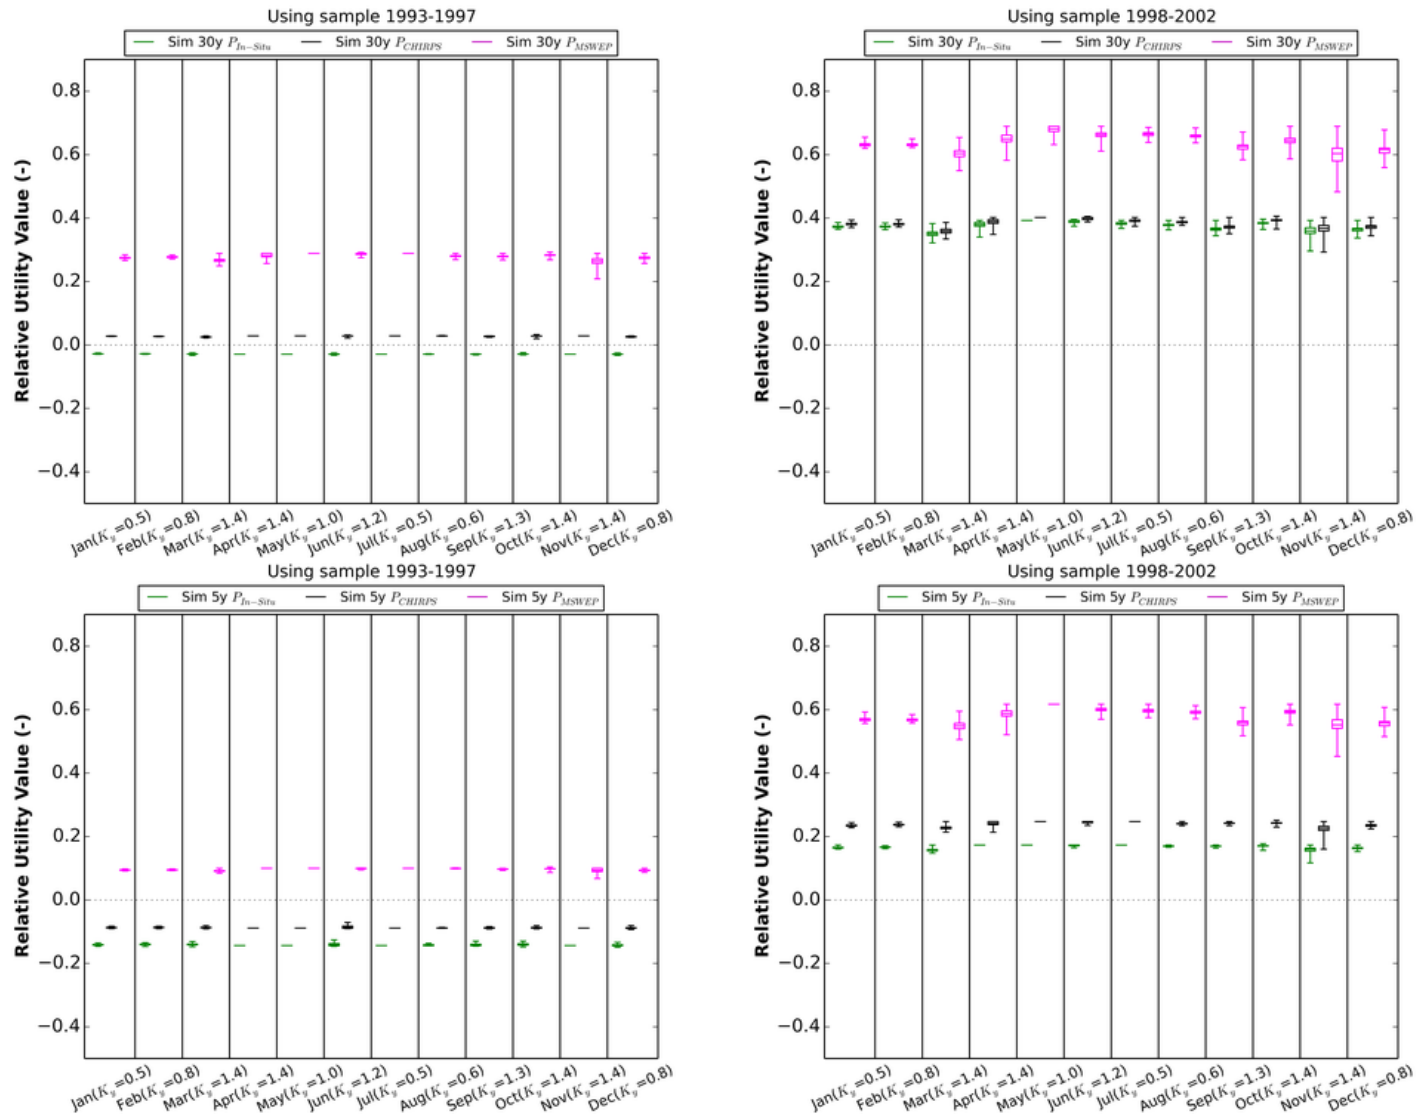 Using sample 1993-1997
Sim 30y P_In-Situ Sim 30y P_CHIRPS Sim 30y P_MSWEP
0.8
0.6
0.4
0.2
0.0
−0.2
−0.4
Relative Utility Value (-)
Jan(K_y=0.5) Feb(K_y=0.8) Mar(K_y=1.4) Apr(K_y=1.4) May(K_y=1.0) Jun(K_y=1.2) Jul(K_y=0.5) Aug(K_y=0.6) Sep(K_y=1.3) Oct(K_y=1.4) Nov(K_y=1.4) Dec(K_y=0.8)
Using sample 1998-2002
Sim 30y P_In-Situ Sim 30y P_CHIRPS Sim 30y P_MSWEP
0.8
0.6
0.4
0.2
0.0
−0.2
−0.4
Relative Utility Value (-)
Jan(K_y=0.5) Feb(K_y=0.8) Mar(K_y=1.4) Apr(K_y=1.4) May(K_y=1.0) Jun(K_y=1.2) Jul(K_y=0.5) Aug(K_y=0.6) Sep(K_y=1.3) Oct(K_y=1.4) Nov(K_y=1.4) Dec(K_y=0.8)
Using sample 1993-1997
Sim 5y P_In-Situ Sim 5y P_CHIRPS Sim 5y P_MSWEP
0.8
0.6
0.4
0.2
0.0
−0.2
−0.4
Relative Utility Value (-)
Jan(K_y=0.5) Feb(K_y=0.8) Mar(K_y=1.4) Apr(K_y=1.4) May(K_y=1.0) Jun(K_y=1.2) Jul(K_y=0.5) Aug(K_y=0.6) Sep(K_y=1.3) Oct(K_y=1.4) Nov(K_y=1.4) Dec(K_y=0.8)
Using sample 1998-2002
Sim 5y P_In-Situ Sim 5y P_CHIRPS Sim 5y P_MSWEP
0.8
0.6
0.4
0.2
0.0
−0.2
−0.4
Relative Utility Value (-)
Jan(K_y=0.5) Feb(K_y=0.8) Mar(K_y=1.4) Apr(K_y=1.4) May(K_y=1.0) Jun(K_y=1.2) Jul(K_y=0.5) Aug(K_y=0.6) Sep(K_y=1.3) Oct(K_y=1.4) Nov(K_y=1.4) Dec(K_y=0.8)